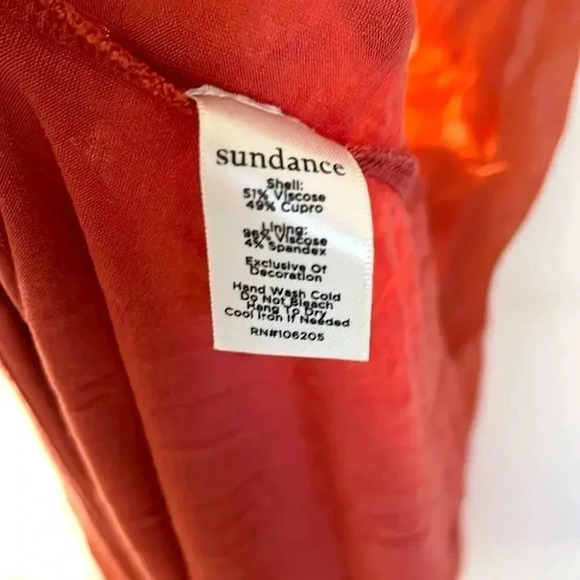 sundance
Shell:
51% Viscose
49% Cupro
Lining:
96% Viscose
4% Spandex
Exclusive Of
Decoration
Hand Wash Cold
Do Not Bleach
Hang To Dry
Cool Iron If Needed
RN#106205